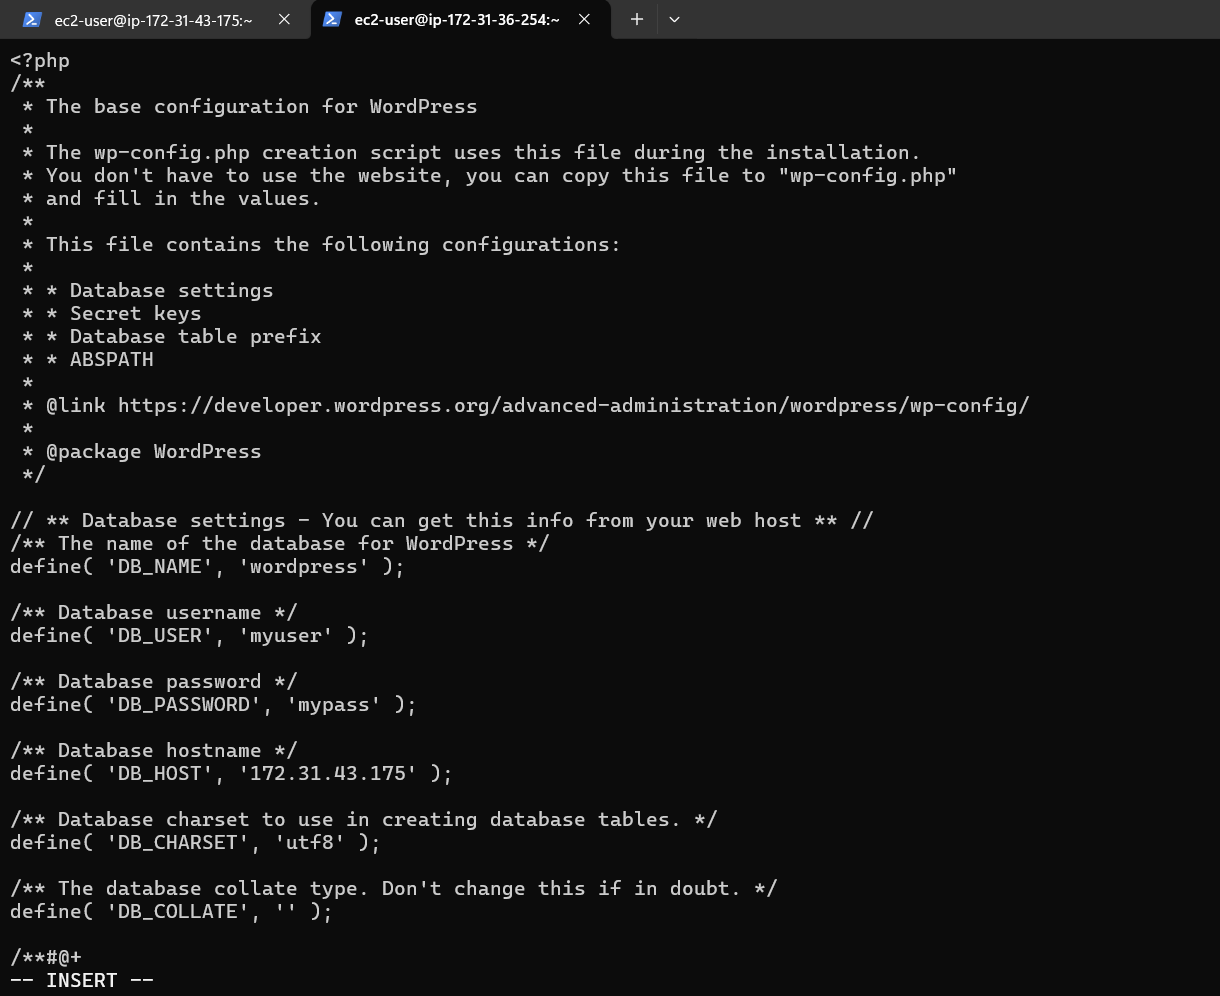 ec2-user@ip-172-31-43-175:~
ec2-user@ip-172-31-36-254:~
<?php
/**
 * The base configuration for WordPress
 *
 * The wp-config.php creation script uses this file during the installation.
 * You don't have to use the website, you can copy this file to "wp-config.php"
 * and fill in the values.
 *
 * This file contains the following configurations:
 *
 * * Database settings
 * * Secret keys
 * * Database table prefix
 * * ABSPATH
 *
 * @link https://developer.wordpress.org/advanced-administration/wordpress/wp-config/
 *
 * @package WordPress
 */

// ** Database settings - You can get this info from your web host ** //
/** The name of the database for WordPress */
define( 'DB_NAME', 'wordpress' );

/** Database username */
define( 'DB_USER', 'myuser' );

/** Database password */
define( 'DB_PASSWORD', 'mypass' );

/** Database hostname */
define( 'DB_HOST', '172.31.43.175' );

/** Database charset to use in creating database tables. */
define( 'DB_CHARSET', 'utf8' );

/** The database collate type. Don't change this if in doubt. */
define( 'DB_COLLATE', '' );

/**#@+
-- INSERT --